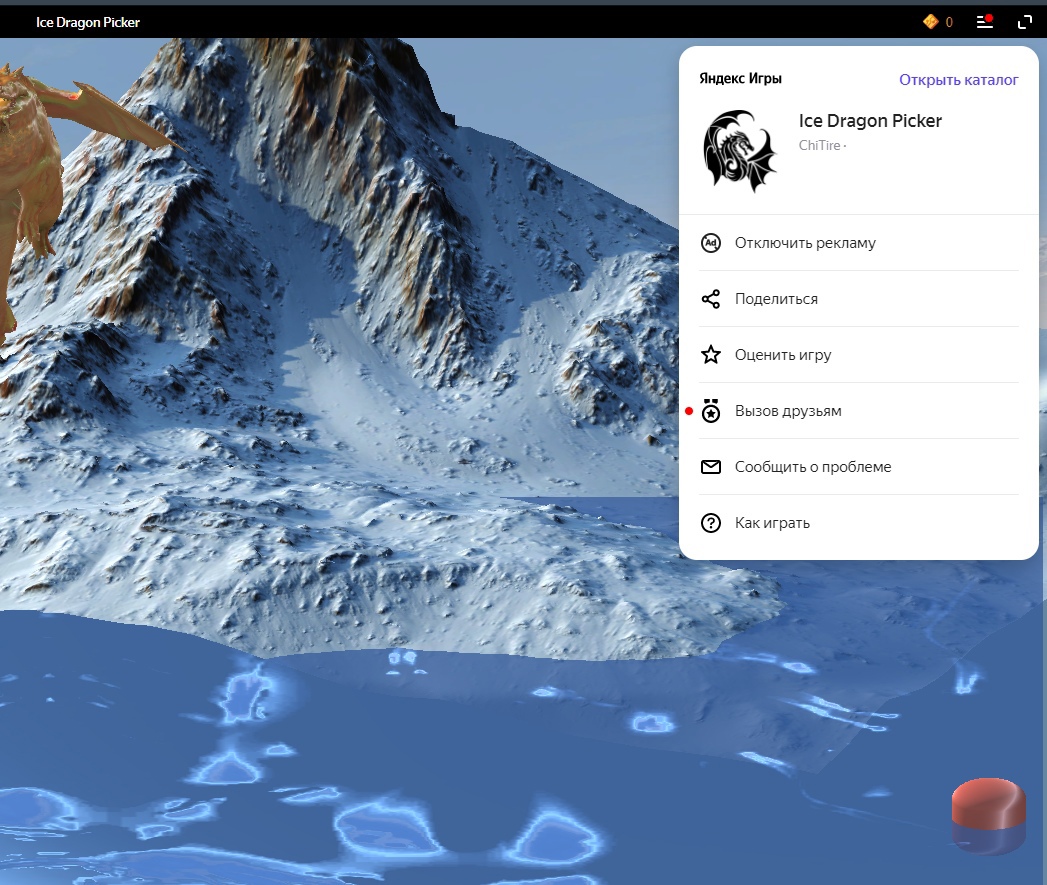 Ice Dragon Picker
0
Яндекс Игры
Открыть каталог
Ice Dragon Picker
ChiTire ·
Ad
Отключить рекламу
Поделиться
Оценить игру
Вызов друзьям
Сообщить о проблеме
Как играть